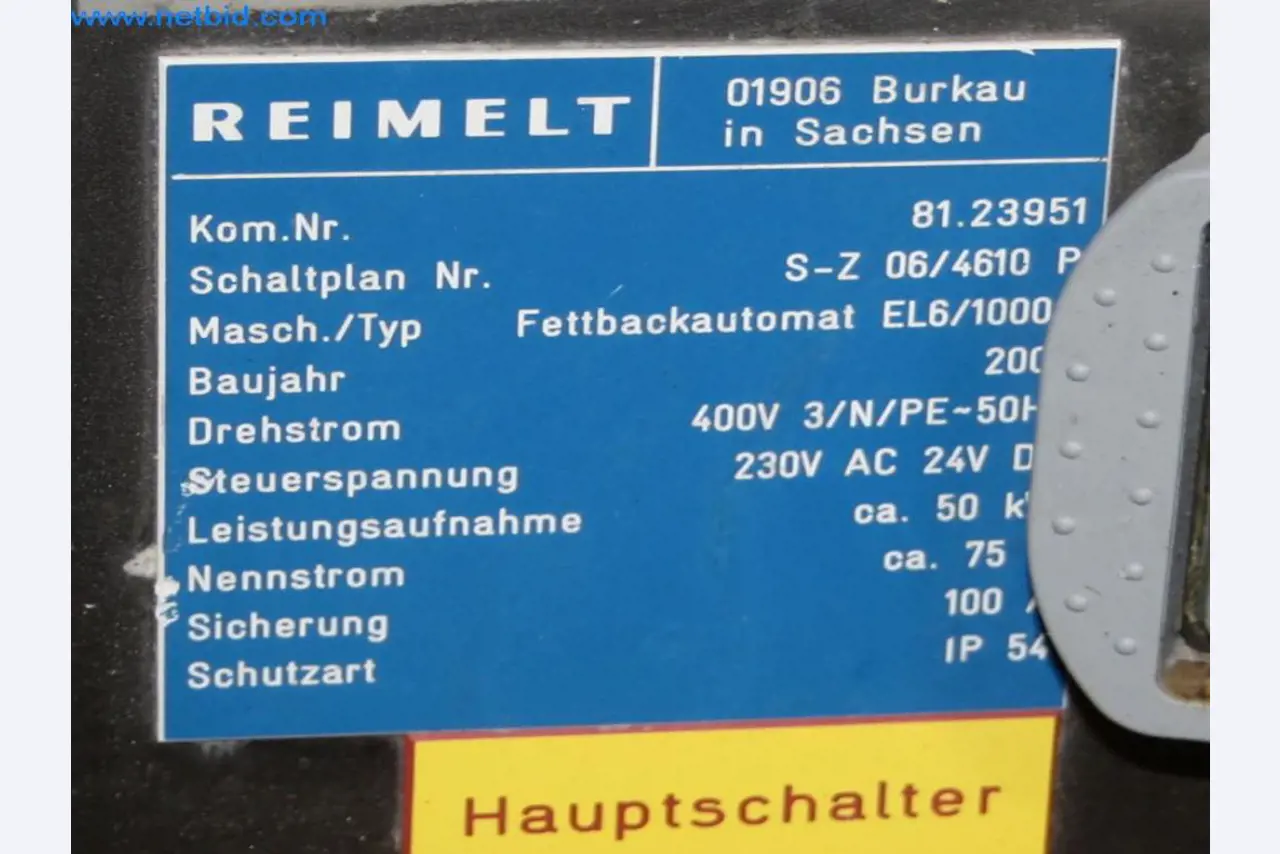 www.netbid.com
REIMELT
01906 Burkau
in Sachsen
Kom.Nr. 81.23951
Schaltplan Nr. S-Z 06/4610 P
Masch./Typ Fettbackautomat EL6/1000
Baujahr
Drehstrom 400V 3/N/PE~50H
Steuerspannung 230V AC 24V
Leistungsaufnahme ca. 50
Nennstrom ca. 75
Sicherung 100
Schutzart IP 54
Hauptschalter